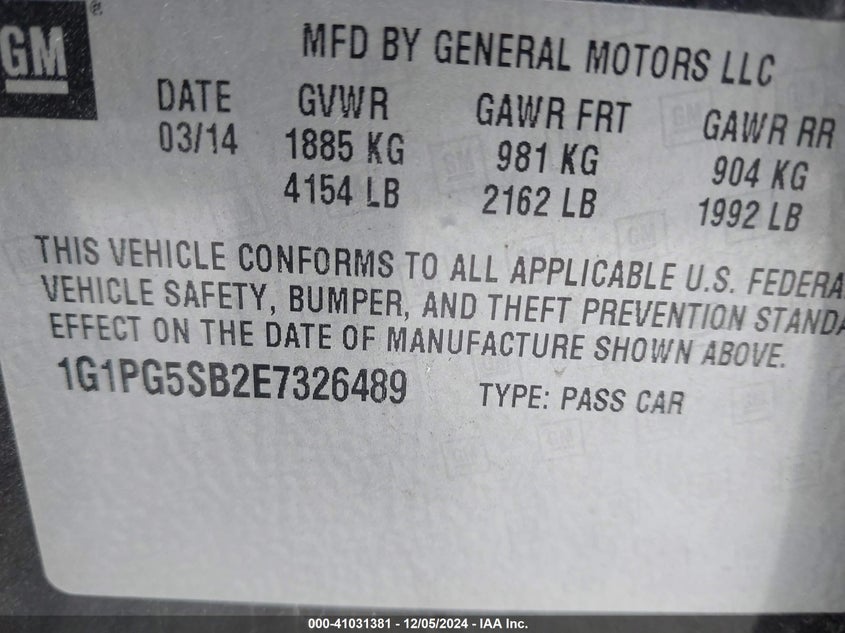 GM ®
MFD BY GENERAL MOTORS LLC
DATE GVWR GAWR FRT GAWR RR
03/14 1885 KG 981 KG 904 KG
4154 LB 2162 LB 1992 LB
THIS VEHICLE CONFORMS TO ALL APPLICABLE U.S. FEDERA
VEHICLE SAFETY, BUMPER, AND THEFT PREVENTION STANDA
EFFECT ON THE DATE OF MANUFACTURE SHOWN ABOVE.
1G1PG5SB2E7326489 TYPE: PASS CAR
000-41031381 - 12/05/2024 - IAA Inc.